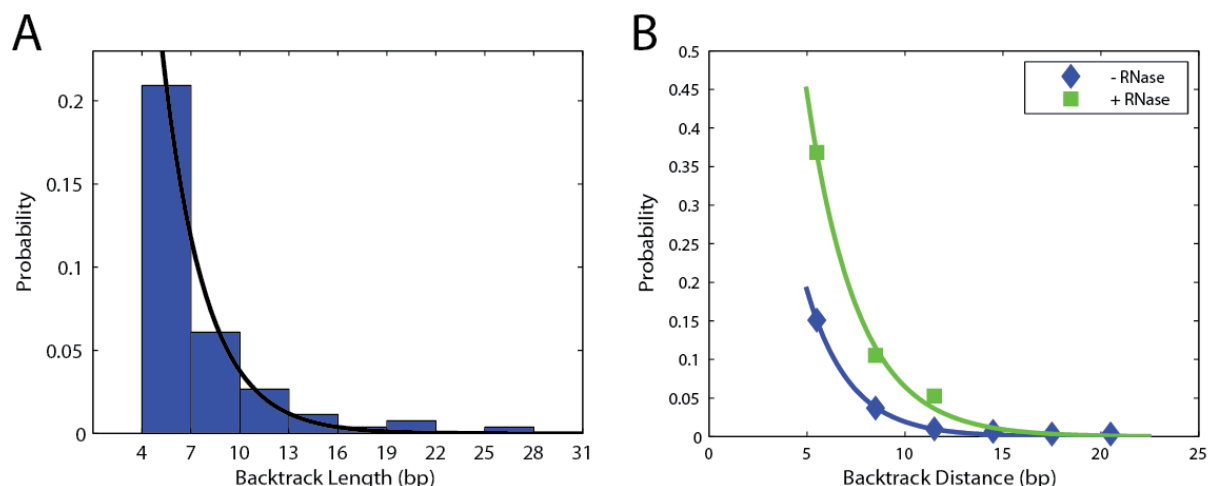 A
Probability
0.2
0.15
0.1
0.05
0
4 7 10 13 16 19 22 25 28 31
Backtrack Length (bp)
B
Probability
0.5
0.45
0.4
0.35
0.3
0.25
0.2
0.15
0.1
0.05
0
0 5 10 15 20 25
Backtrack Distance (bp)
- RNase
+ RNase